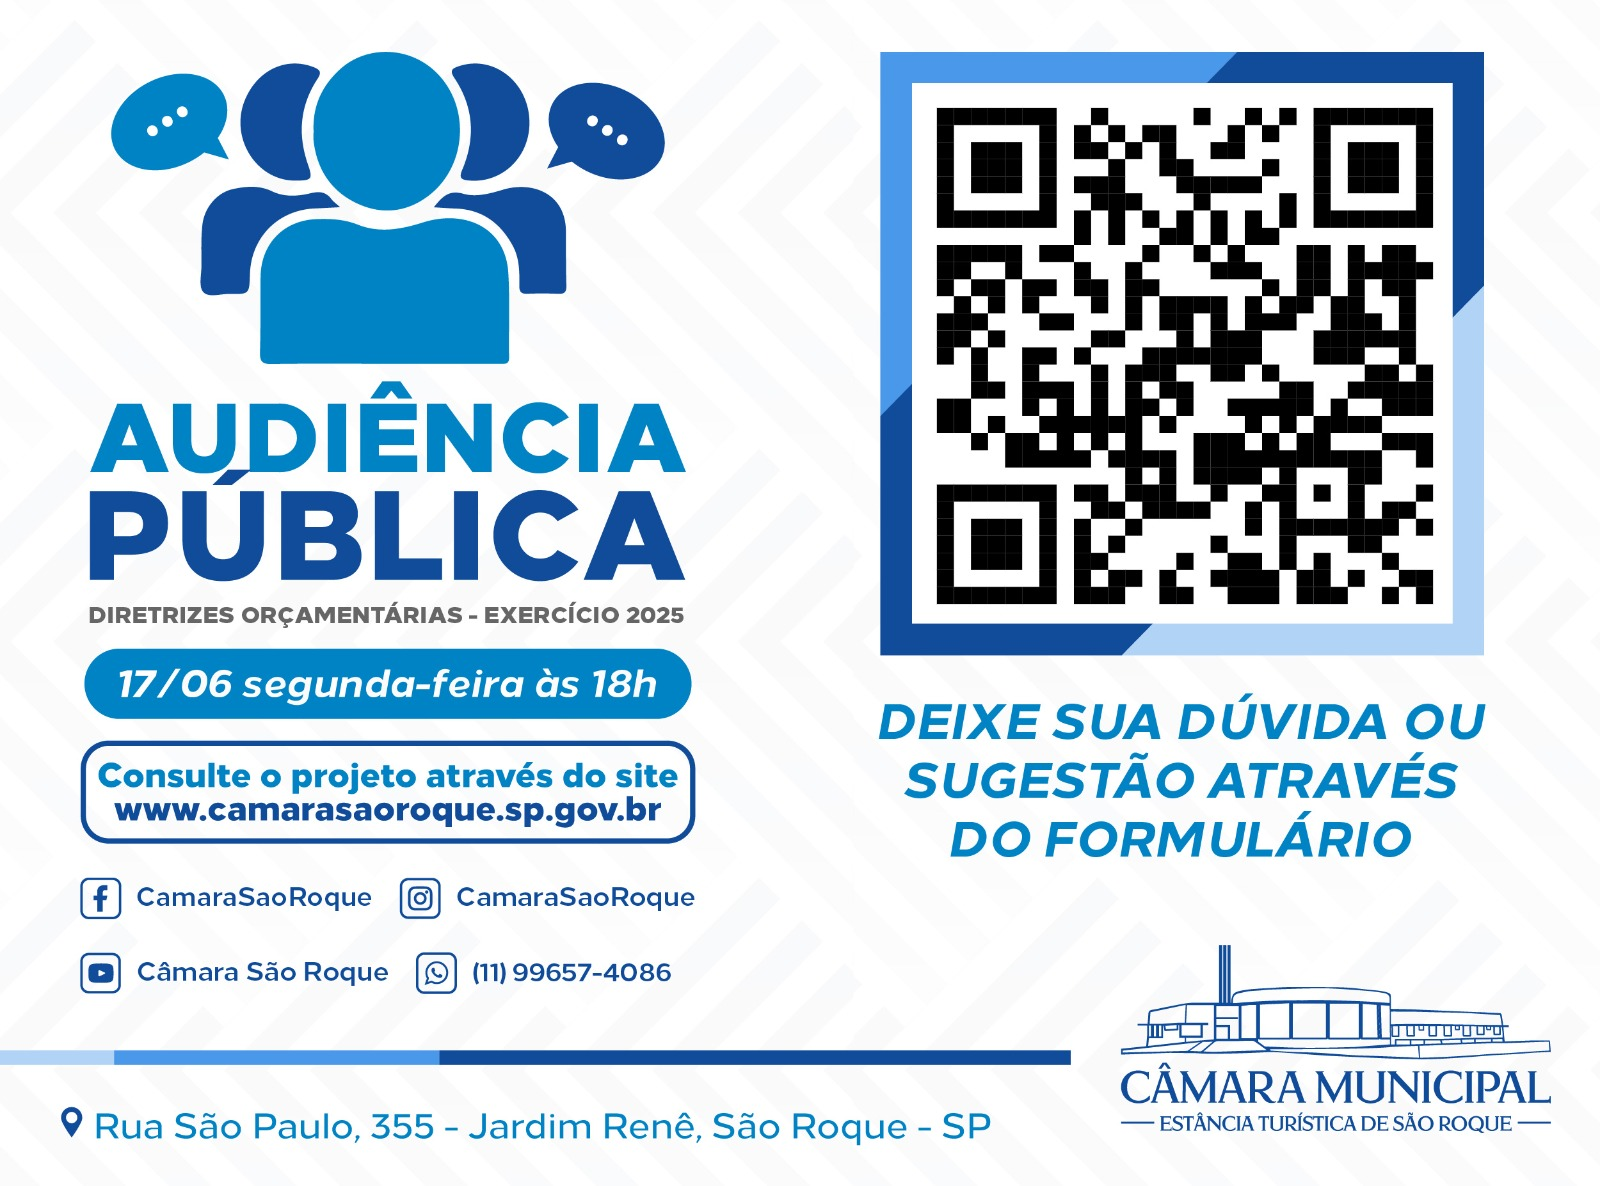 AUDIÊNCIA
PÚBLICA
DIRETRIZES ORÇAMENTÁRIAS - EXERCÍCIO 2025
17/06 segunda-feira às 18h
Consulte o projeto através do site
www.camarasaoroque.sp.gov.br
CamaraSaoRoque
CamaraSaoRoque
Câmara São Roque
(11) 99657-4086
Rua São Paulo, 355 - Jardim Renê, São Roque - SP
DEIXE SUA DÚVIDA OU
SUGESTÃO ATRAVÉS
DO FORMULÁRIO
CÂMARA MUNICIPAL
ESTÂNCIA TURÍSTICA DE SÃO ROQUE